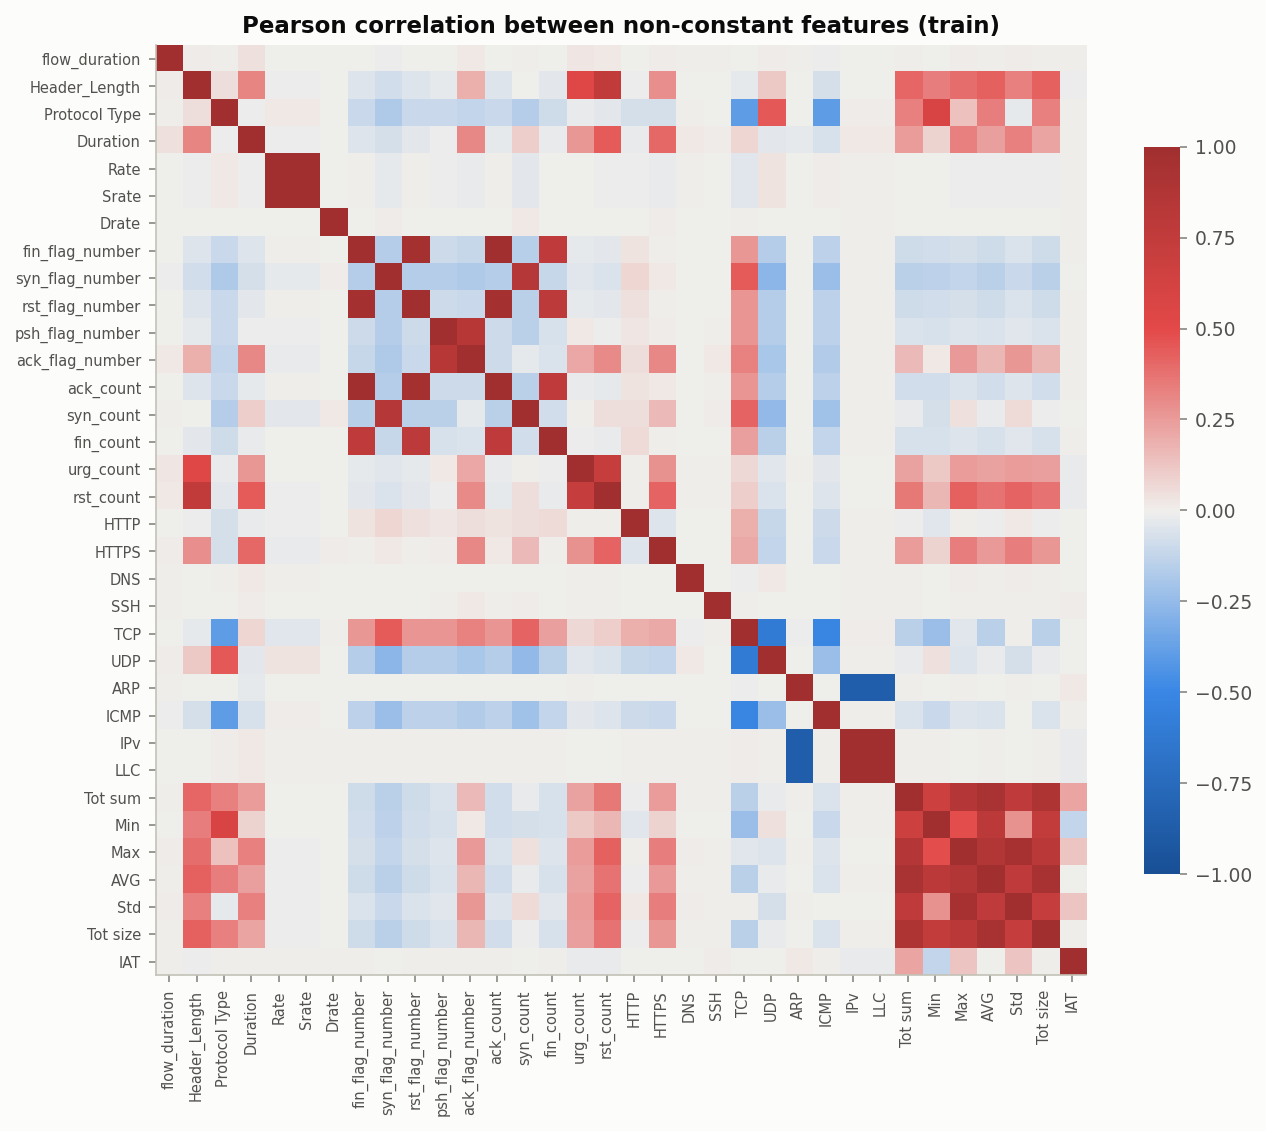 Pearson correlation between non-constant features (train)
flow_duration
Header_Length
Protocol Type
Duration
Rate
Srate
Drate
fin_flag_number
syn_flag_number
rst_flag_number
psh_flag_number
ack_flag_number
ack_count
syn_count
fin_count
urg_count
rst_count
HTTP
HTTPS
DNS
SSH
TCP
UDP
ARP
ICMP
IPv
LLC
Tot sum
Min
Max
AVG
Std
Tot size
IAT
flow_duration
Header_Length
Protocol Type
Duration
Rate
Srate
Drate
fin_flag_number
syn_flag_number
rst_flag_number
psh_flag_number
ack_flag_number
ack_count
syn_count
fin_count
urg_count
rst_count
HTTP
HTTPS
DNS
SSH
TCP
UDP
ARP
ICMP
IPv
LLC
Tot sum
Min
Max
AVG
Std
Tot size
IAT
1.00
0.75
0.50
0.25
0.00
−0.25
−0.50
−0.75
−1.00